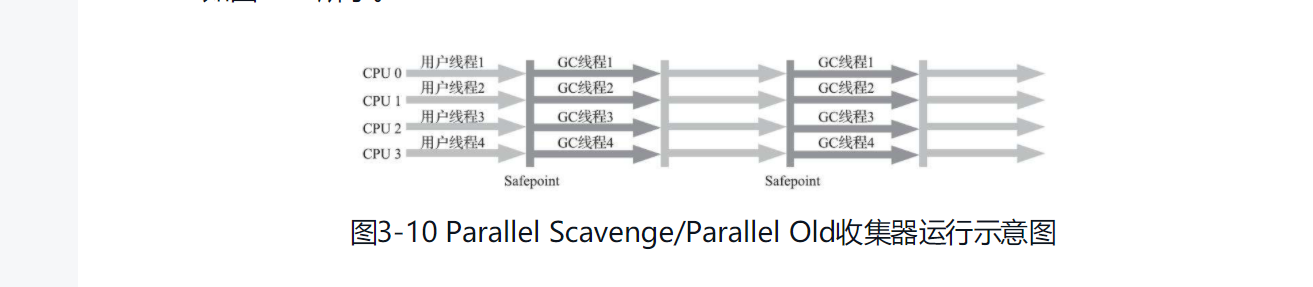 用户线程1 GC线程1 GC线程1
CPU 0
用户线程2 GC线程2 GC线程2
CPU 1
用户线程3 GC线程3 GC线程3
CPU 2
用户线程4 GC线程4 GC线程4
CPU 3
Safepoint Safepoint
图3-10 Parallel Scavenge/Parallel Old收集器运行示意图